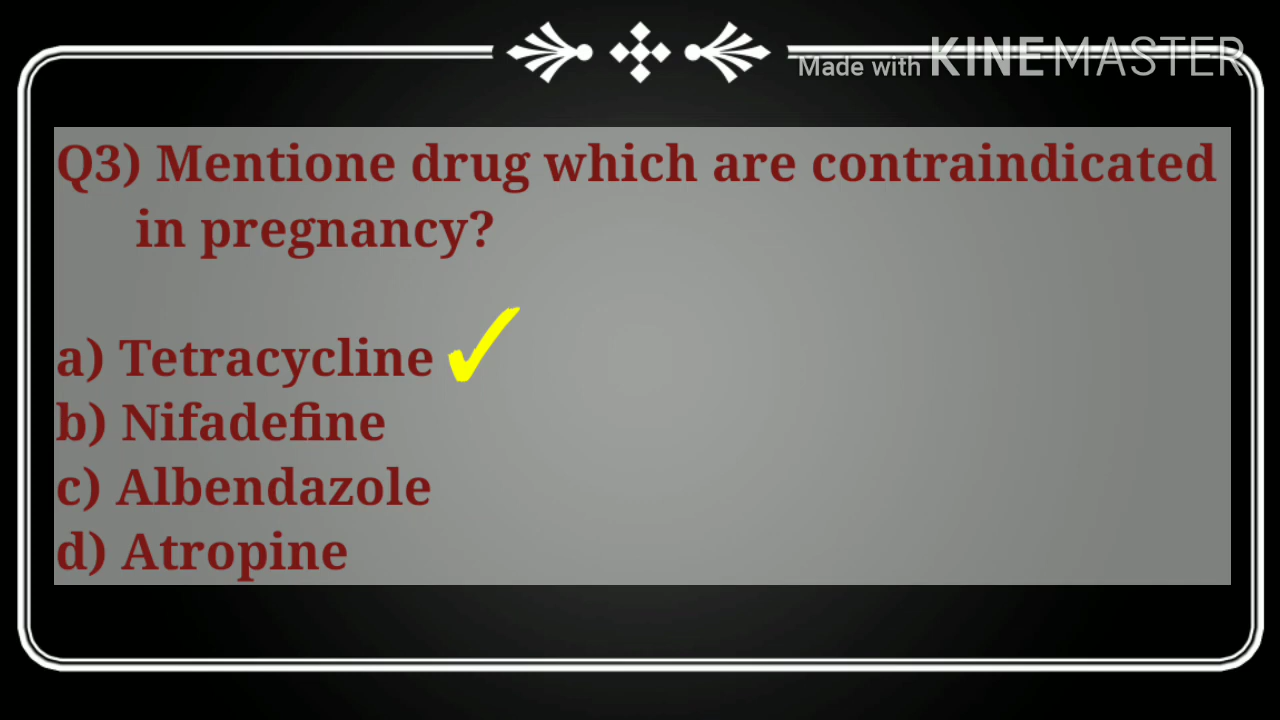 Made with KINEMASTER
Q3) Mentione drug which are contraindicated
in pregnancy?
a) Tetracycline
b) Nifadefine
c) Albendazole
d) Atropine